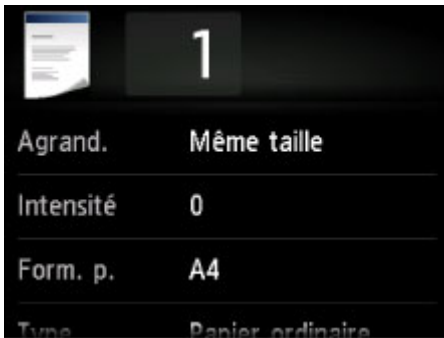 1
Agrand. Même taille
Intensité 0
Form. p. A4
Type Papier ordinaire